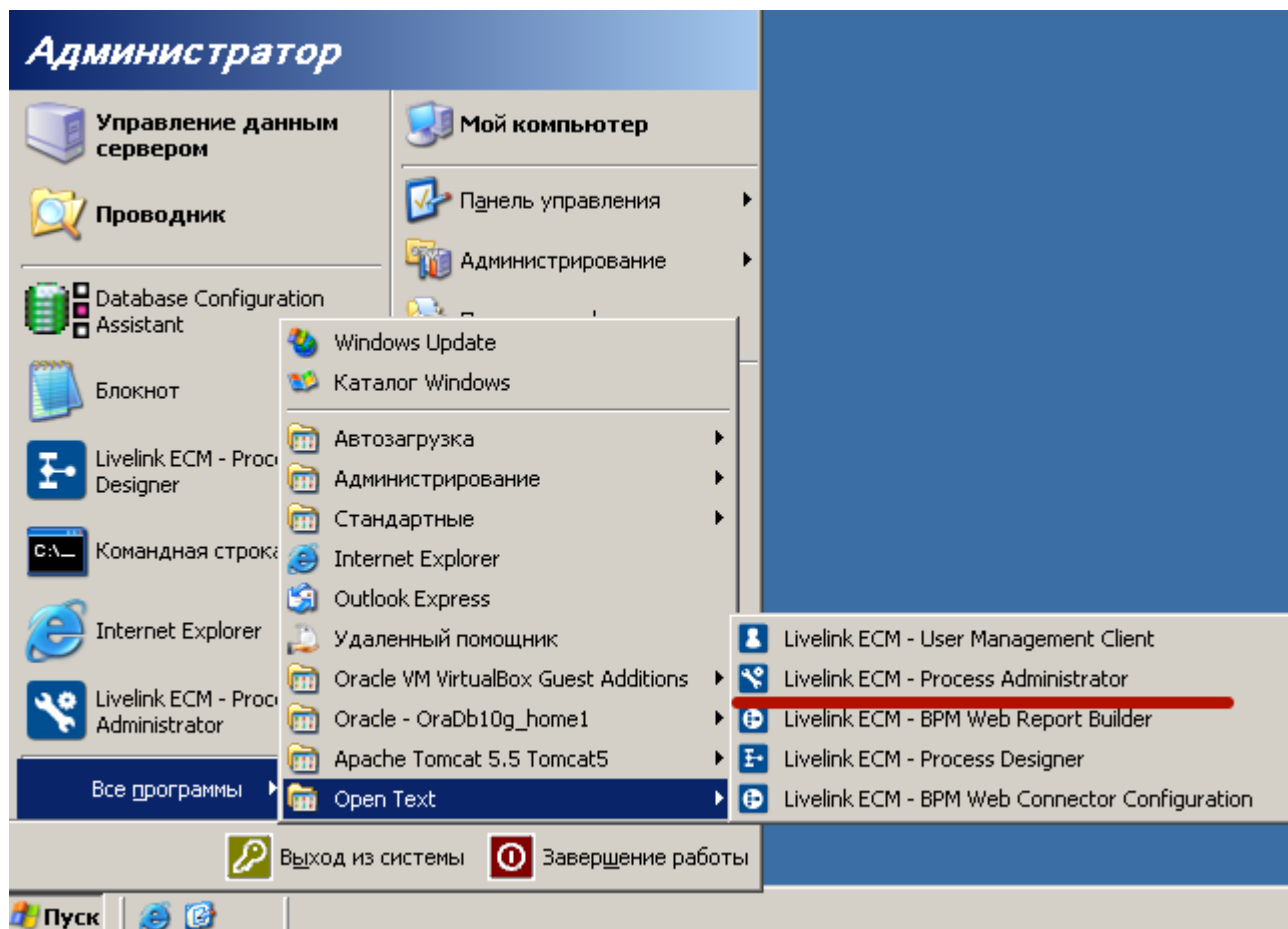 Администратор
Управление данным
сервером
Проводник
Database Configuration
Assistant
Блокнот
Livelink ECM - Proc
Designer
C:\
Командная строка
Internet Explorer
Livelink ECM - Proc
Administrator
Все программы
Мой компьютер
Панель управления
Администрирование
Windows Update
Каталог Windows
Автозагрузка
Администрирование
Стандартные
Internet Explorer
Outlook Express
Удаленный помощник
Oracle VM VirtualBox Guest Additions
Oracle - OraDb10g_home1
Apache Tomcat 5.5 Tomcat5
Open Text
Livelink ECM - User Management Client
Livelink ECM - Process Administrator
Livelink ECM - BPM Web Report Builder
Livelink ECM - Process Designer
Livelink ECM - BPM Web Connector Configuration
Выход из системы
Завершение работы
Пуск